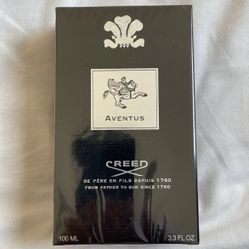 AVENTUS
CREED
DE PÈRE EN FILS DEPUIS 1760
FROM FATHER TO SON SINCE 1760
100 ML 3.3 FL.OZ.